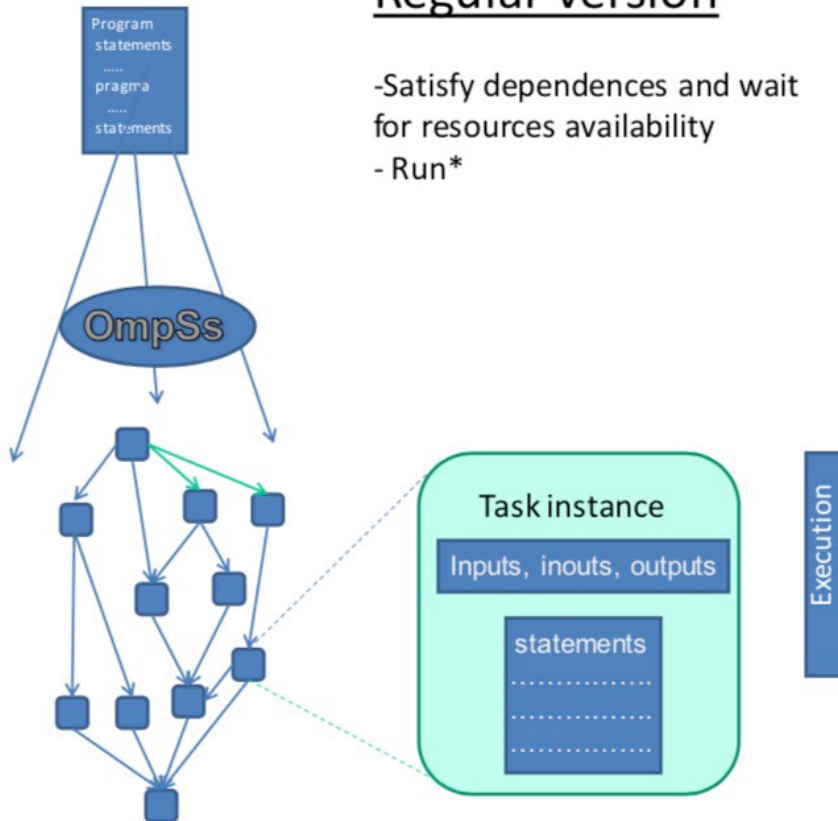 Regular version
Program
statements
.....
pragma
.....
statements
-Satisfy dependences and wait
for resources availability
- Run*
OmpSs
Task instance
Inputs, inouts, outputs
statements
................
................
................
Execution